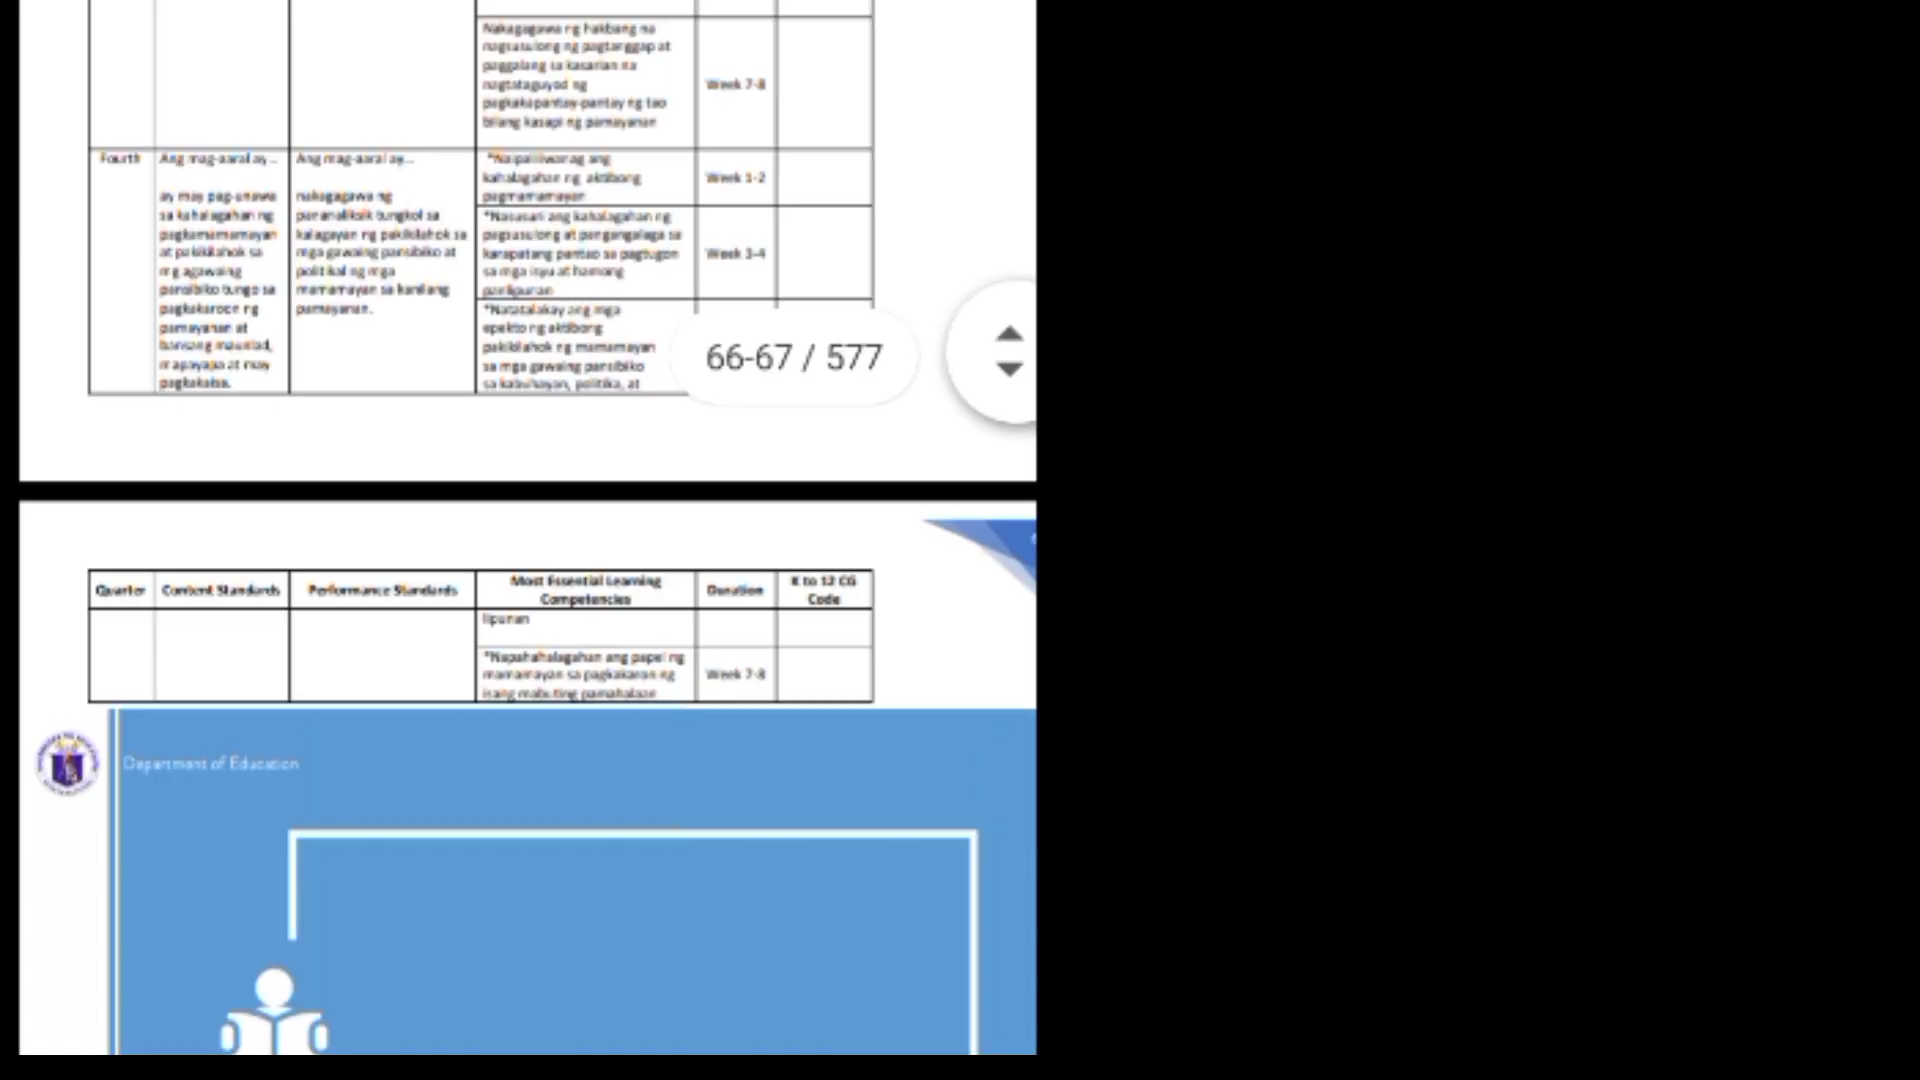 Nakagagawa ng hakbang na
nagsusulong ng pagtanggap at
paggalang sa kasarian na
nagtataguyod ng
pagkakapantay-pantay ng tao
bilang kasapi ng pamayanan
Week 7-8
Fourth
Ang mag-aaral ay...
ay may pag-unawa
sa kahalagahan ng
pagkamamamayan
at pakikilahok sa
mg agawaing
pansibiko tungo sa
pagkakaroon ng
pamayanan at
bansang maunlad,
mapayapa at may
pagkakaisa.
Ang mag-aaral ay...
nakagagawa ng
pananaliksik tungkol sa
kalagayan ng pakikilahok sa
mga gawaing pansibiko at
politikal ng mga
mamamayan sa kanilang
pamayanan.
*Naipaliliwanag ang
kahalagahan ng aktibong
pagmamamayan
Week 1-2
*Nasusuri ang kahalagahan ng
pagsusulong at pangangalaga sa
karapatang pantao sa pagtugon
sa mga isyu at hamong
panlipunan
Week 3-4
*Natatalakay ang mga
epekto ng aktibong
pakikilahok ng mamamayan
sa mga gawaing pansibiko
sa kabuhayan, politika, at
66-67 / 577
Quarter
Content Standards
Performance Standards
Most Essential Learning
Competencies
Duration
K to 12 CG
Code
lipunan
*Napahahalagahan ang papel ng
mamamayan sa pagkakaron ng
isang mabuting pamahalaan
Week 7-8
Department of Education